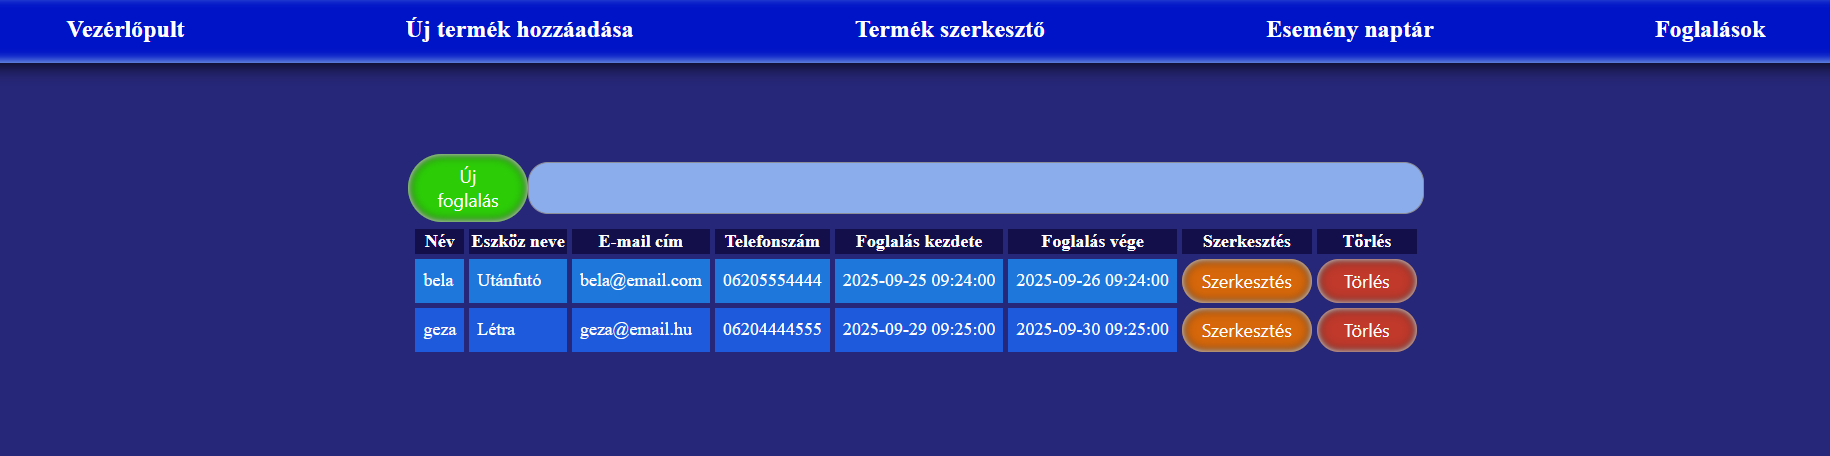 Vezérlőpult Új termék hozzáadása Termék szerkesztő Esemény naptár Foglalások
Új
foglalás
Név Eszköz neve E-mail cím Telefonszám Foglalás kezdete Foglalás vége Szerkesztés Törlés
bela Utánfutó bela@email.com 06205554444 2025-09-25 09:24:00 2025-09-26 09:24:00 Szerkesztés Törlés
geza Létra geza@email.hu 06204444555 2025-09-29 09:25:00 2025-09-30 09:25:00 Szerkesztés Törlés